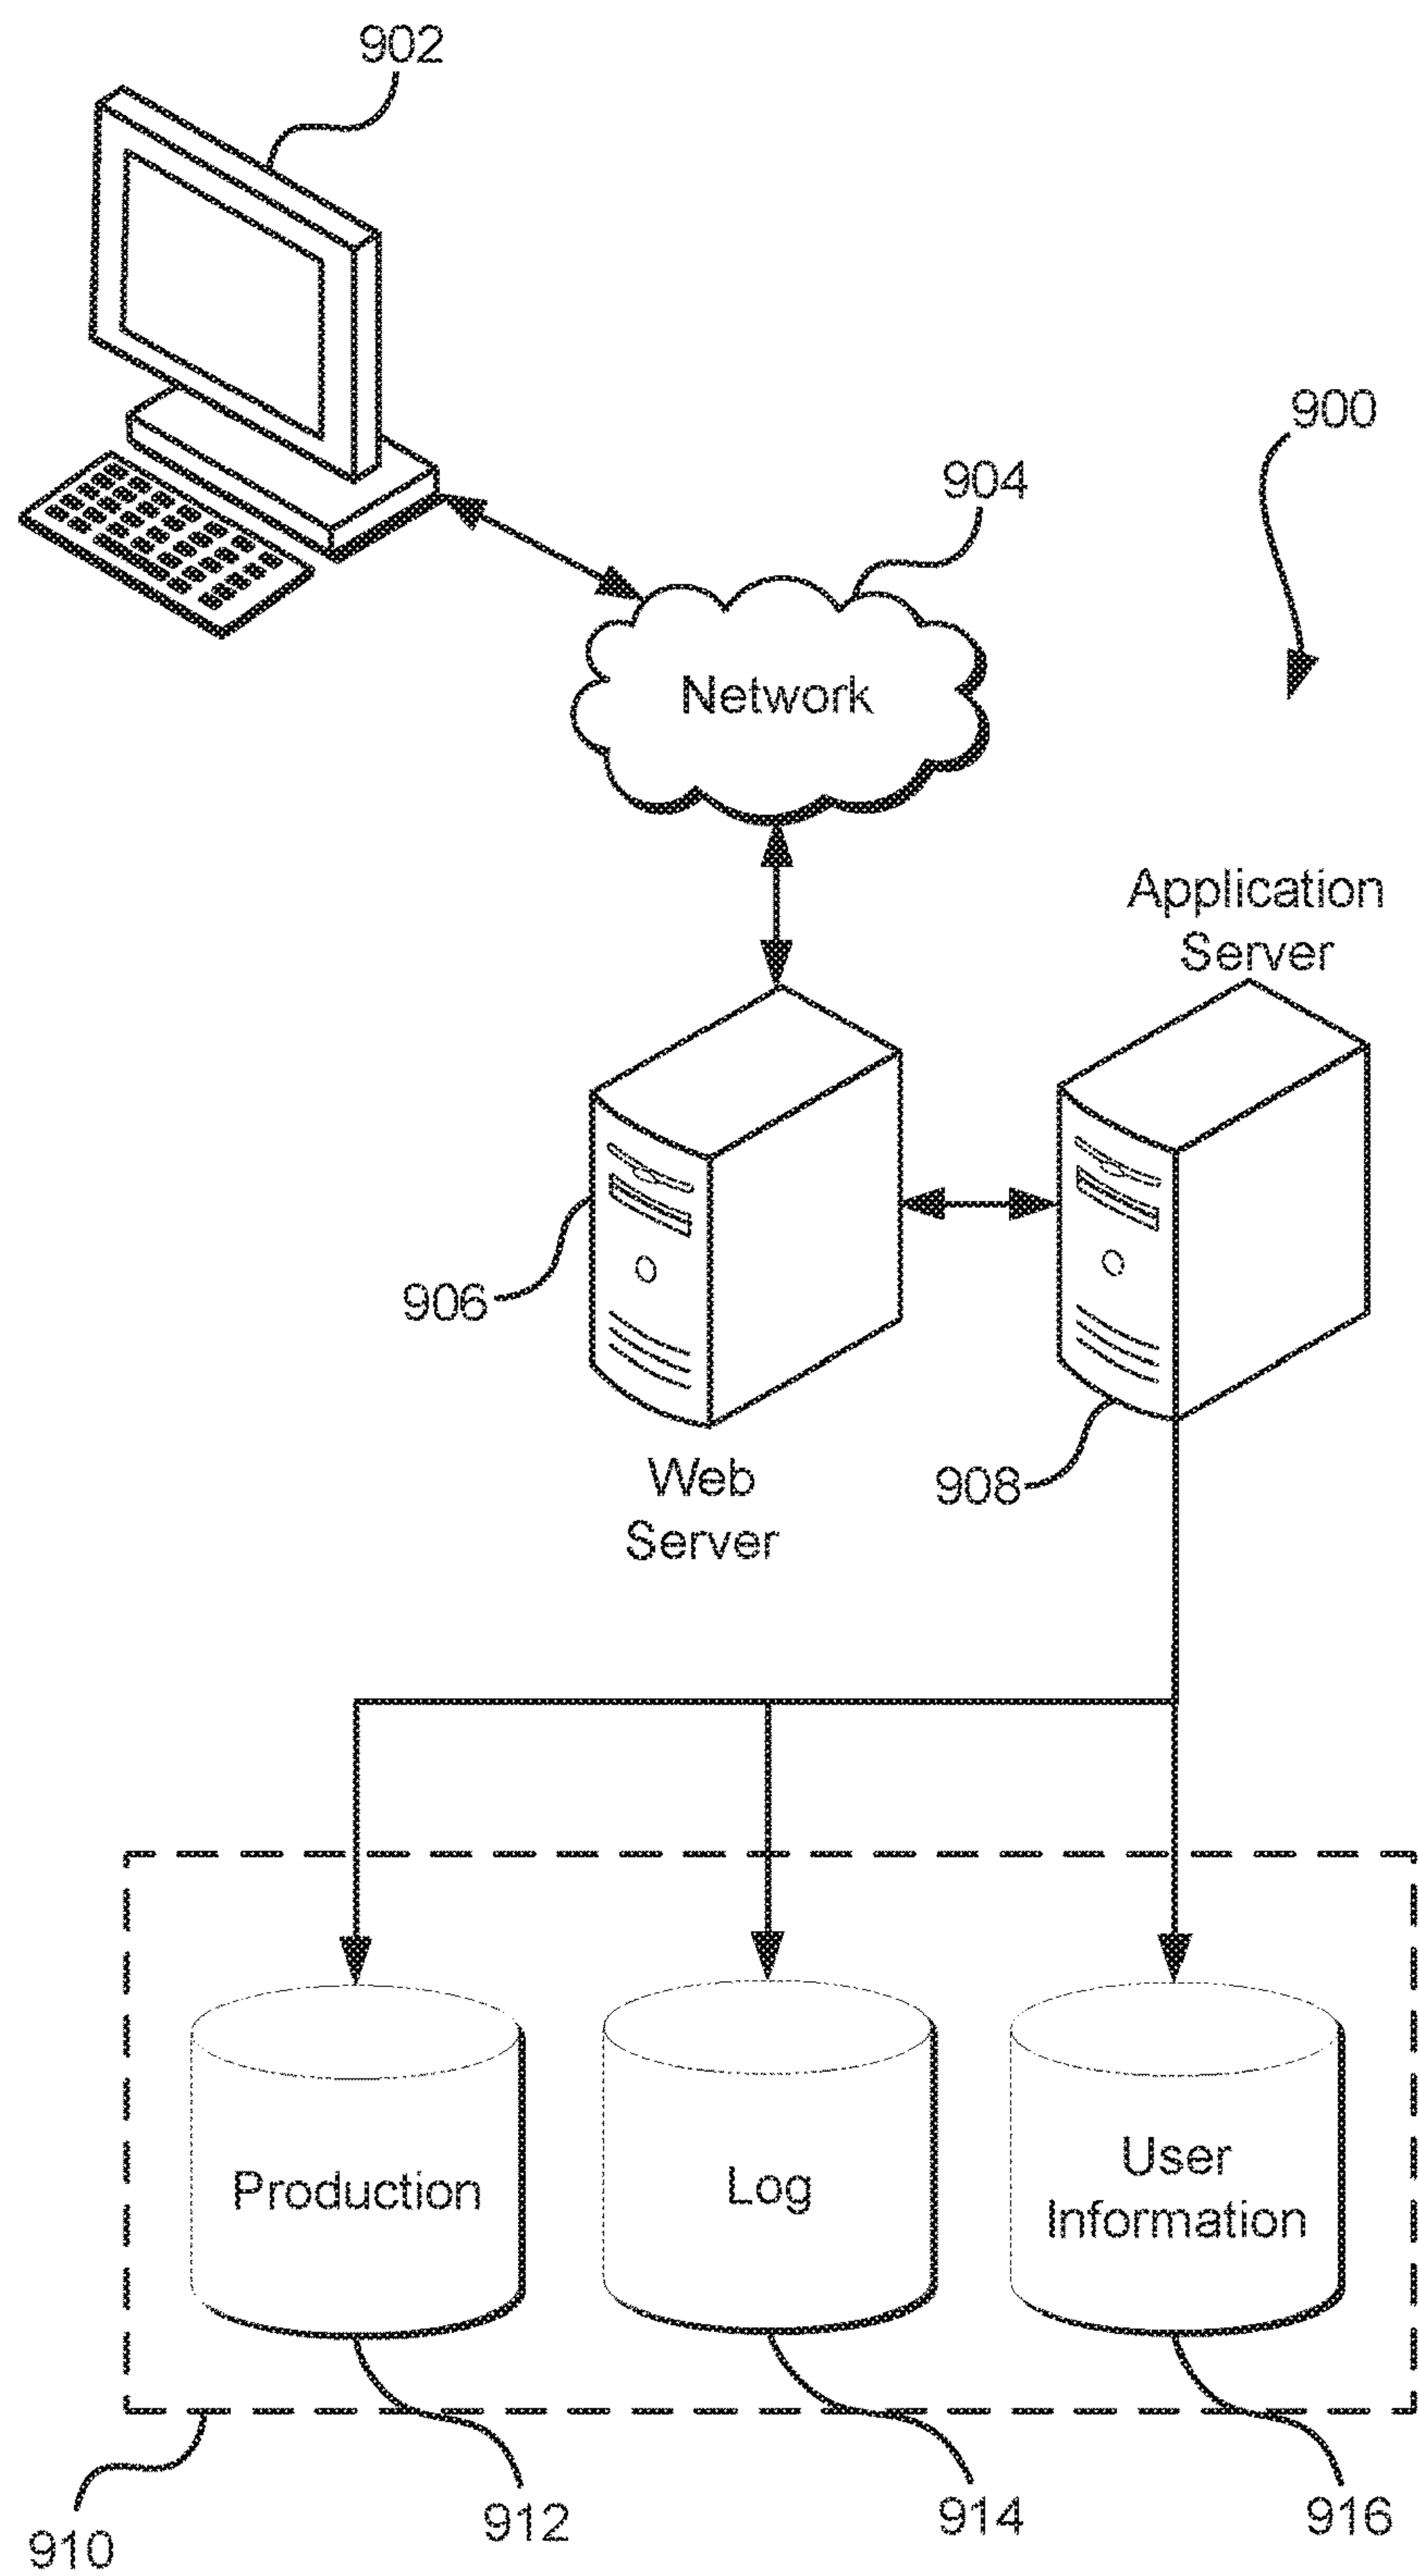 902
900
904
Network
Application
Server
906
908
Web
Server
Production
Log
User
Information
910
912
914
916